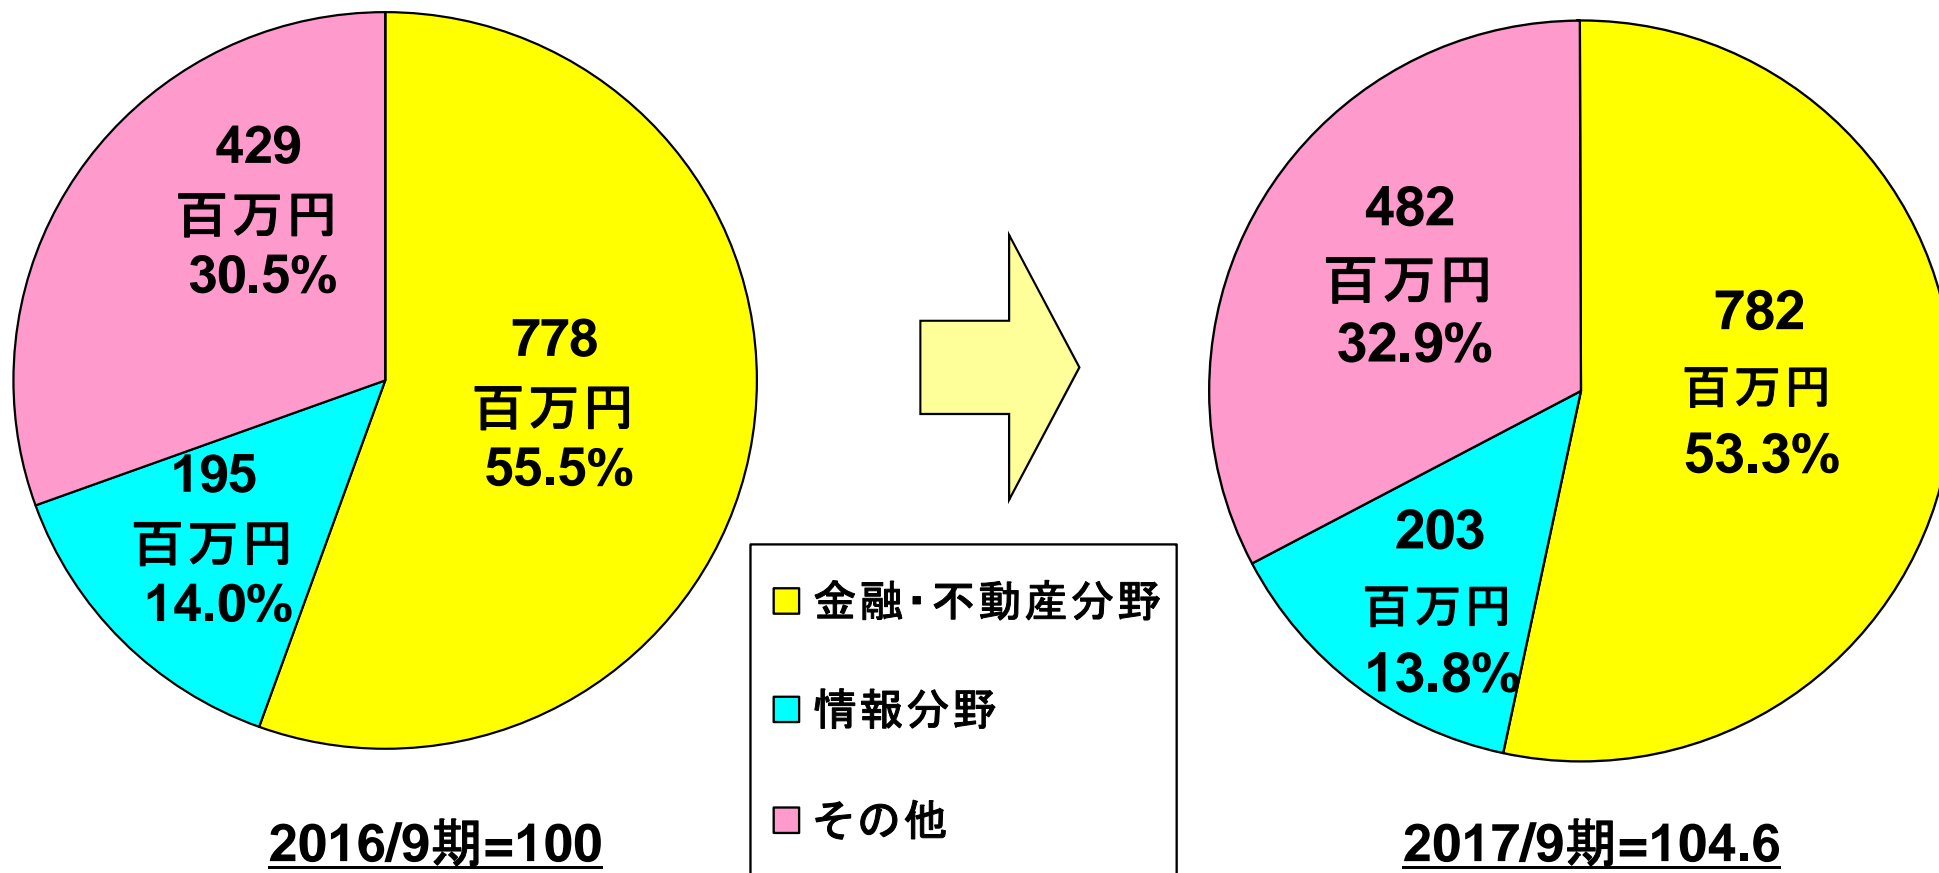 429
百万円
30.5%
778
百万円
55.5%
195
百万円
14.0%
2016/9期=100
482
百万円
32.9%
782
百万円
53.3%
203
百万円
13.8%
2017/9期=104.6
金融・不動産分野
情報分野
その他